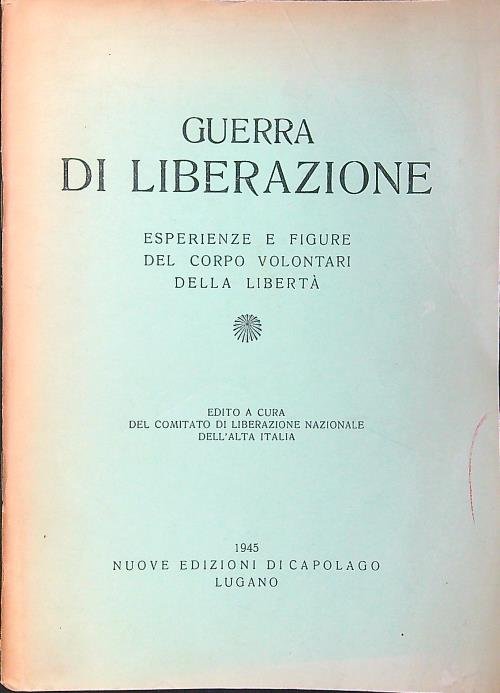 GUERRA
DI LIBERAZIONE
ESPERIENZE E FIGURE
DEL CORPO VOLONTARI
DELLA LIBERTÀ
EDITO A CURA
DEL COMITATO DI LIBERAZIONE NAZIONALE
DELL'ALTA ITALIA
1945
NUOVE EDIZIONI DI CAPOLAGO
LUGANO